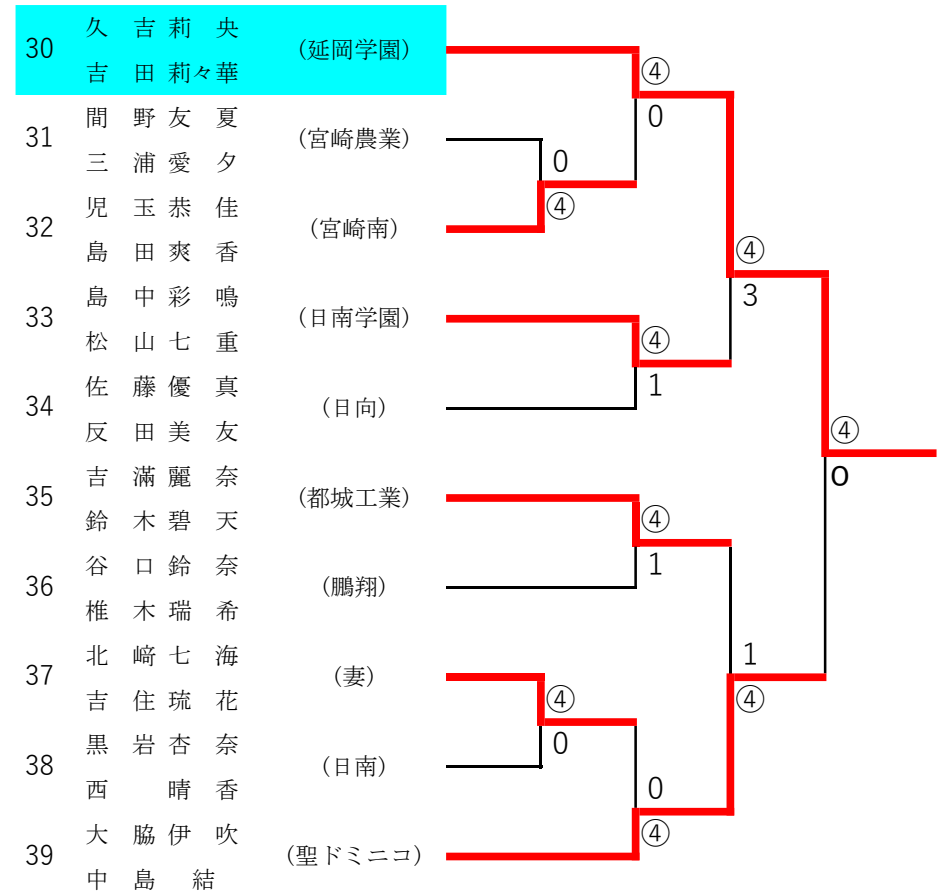 久 吉 莉 央
30 (延岡学園)
吉 田 莉々華
④
0
間 野 友 夏
31 (宮崎農業)
三 浦 愛 夕
0
④
児 玉 恭 佳
32 (宮崎南)
島 田 爽 香
④
3
島 中 彩 鳴
33 (日南学園)
松 山 七 重
④
1
佐 藤 優 真
34 (日向)
反 田 美 友
④
0
吉 滿 麗 奈
35 (都城工業)
鈴 木 碧 天
④
1
谷 口 鈴 奈
36 (鵬翔)
椎 木 瑞 希
1
④
北 﨑 七 海
37 (妻)
吉 住 琉 花
④
0
黒 岩 杏 奈
38 (日南)
西 晴 香
0
④
大 脇 伊 吹
39 (聖ドミニコ)
中 島 結